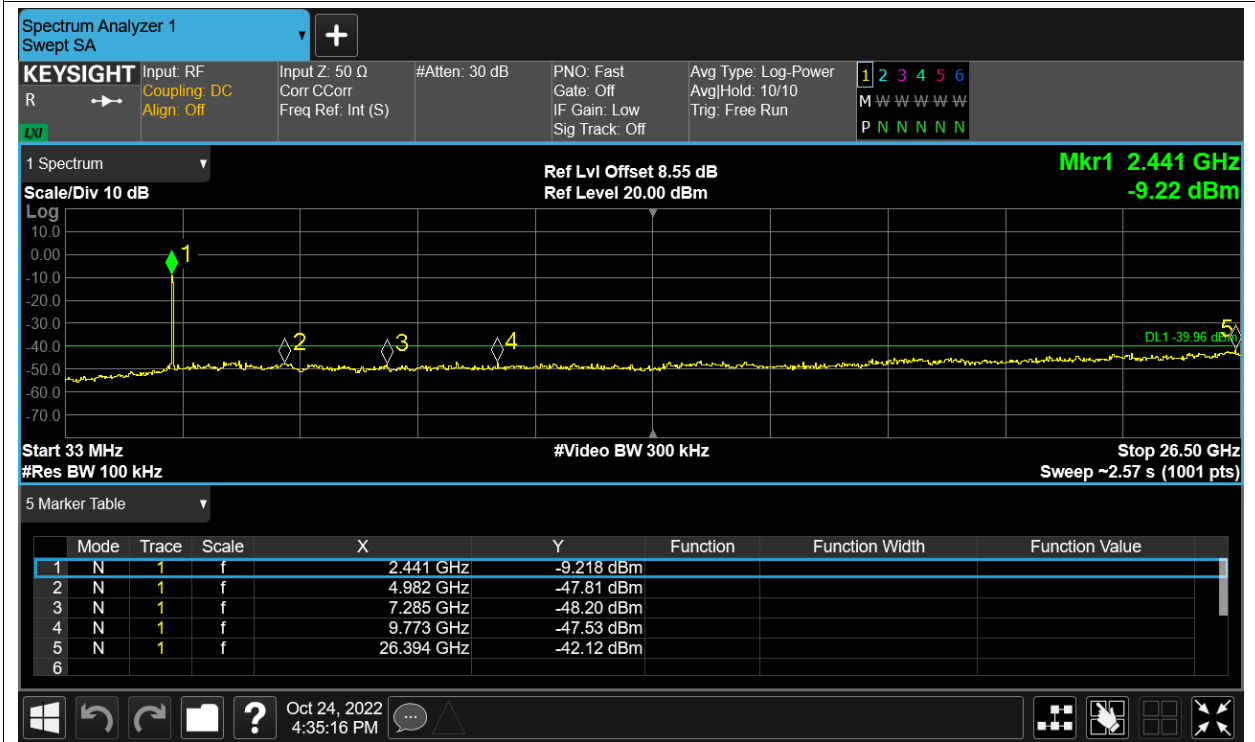 Spectrum Analyzer 1
Swept SA
KEYSIGHT
R
LXI
Input: RF
Coupling: DC
Align: Off
Input Z: 50 Ω
Corr CCorr
Freq Ref: Int (S)
#Atten: 30 dB
PNO: Fast
Gate: Off
IF Gain: Low
Sig Track: Off
Avg Type: Log-Power
Avg|Hold: 10/10
Trig: Free Run
1 2 3 4 5 6
M W W W W W
P N N N N N
1 Spectrum
Scale/Div 10 dB
Ref Lvl Offset 8.55 dB
Ref Level 20.00 dBm
Mkr1 2.441 GHz
-9.22 dBm
Log
10.0
0.00
-10.0
-20.0
-30.0
-40.0
-50.0
-60.0
-70.0
1
2
3
4
5
DL1 -39.96 dBm
Start 33 MHz
#Res BW 100 kHz
#Video BW 300 kHz
Stop 26.50 GHz
Sweep ~2.57 s (1001 pts)
5 Marker Table
Mode Trace Scale X Y Function Function Width Function Value
1 N 1 f 2.441 GHz -9.218 dBm
2 N 1 f 4.982 GHz -47.81 dBm
3 N 1 f 7.285 GHz -48.20 dBm
4 N 1 f 9.773 GHz -47.53 dBm
5 N 1 f 26.394 GHz -42.12 dBm
6
?
Oct 24, 2022
4:35:16 PM